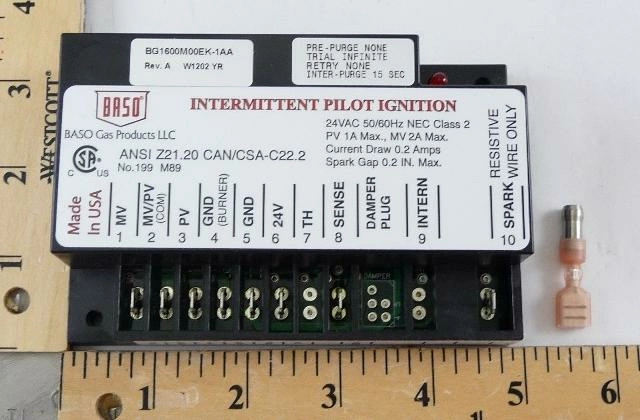 BG1600M00EK-1AA
Rev. A W1202 YR
PRE-PURGE NONE
TRIAL INFINITE
RETRY NONE
INTER-PURGE 15 SEC
BASO®
BASO Gas Products LLC
INTERMITTENT PILOT IGNITION
24VAC 50/60Hz NEC Class 2
PV 1A Max., MV 2A Max.
Current Draw 0.2 Amps
Spark Gap 0.2 IN. Max.
C SA US
®
ANSI Z21.20 CAN/CSA-C22.2
No.199 M89
Made
In USA
MV
1
MV/PV
(COM)
2
PV
3
GND
(BURNER)
4
GND
5
24V
6
TH
7
SENSE
8
DAMPER
PLUG
INTERN
9
SPARK
10
RESISTIVE
WIRE ONLY
DAMPER
WESTCOTT
2
3
4
1
2
3
4
5
6